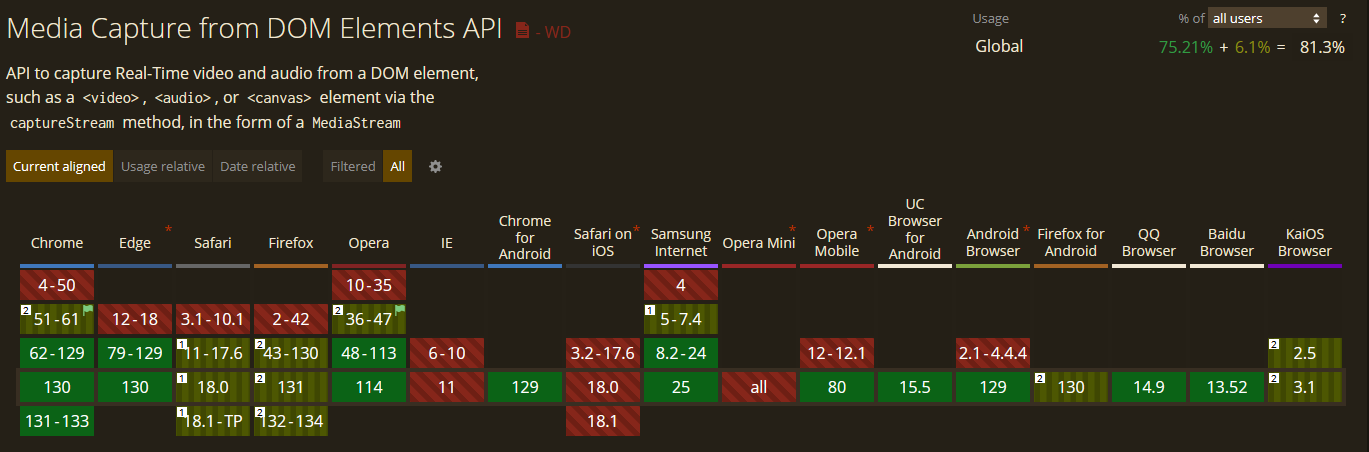 Media Capture from DOM Elements API - WD
Usage % of all users ?
Global 75.21% + 6.1% = 81.3%
API to capture Real-Time video and audio from a DOM element,
such as a <video>, <audio>, or <canvas> element via the
captureStream method, in the form of a MediaStream
Current aligned Usage relative Date relative Filtered All
Chrome Edge * Safari Firefox Opera IE Chrome for Android Safari on iOS * Samsung Internet Opera Mini * Opera Mobile * UC Browser for Android Android Browser * Firefox for Android QQ Browser Baidu Browser KaiOS Browser
4-50 10-35 4
2 51-61 12-18 3.1-10.1 2-42 2 36-47 1 5-7.4
62-129 79-129 1 11-17.6 2 43-130 48-113 6-10 3.2-17.6 8.2-24 12-12.1 2.1-4.4.4 2 2.5
130 130 1 18.0 2 131 114 11 129 18.0 25 all 80 15.5 129 2 130 14.9 13.52 2 3.1
131-133 1 18.1-TP 2 132-134 18.1